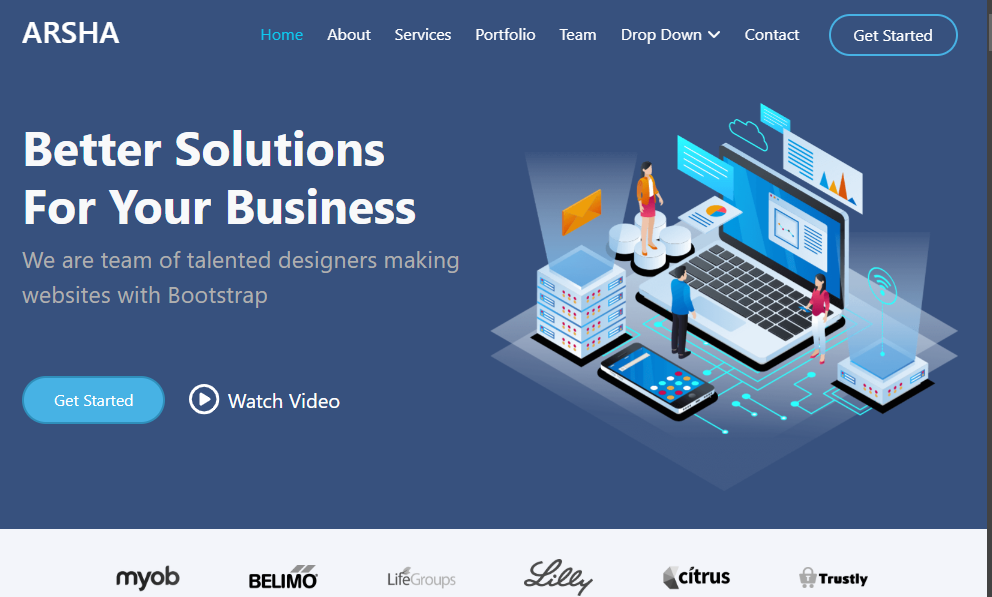 ARSHA
Home About Services Portfolio Team Drop Down Contact Get Started
Better Solutions
For Your Business
We are team of talented designers making
websites with Bootstrap
Get Started Watch Video
myob BELIMO LifeGroups Lilly cítrus Trustly